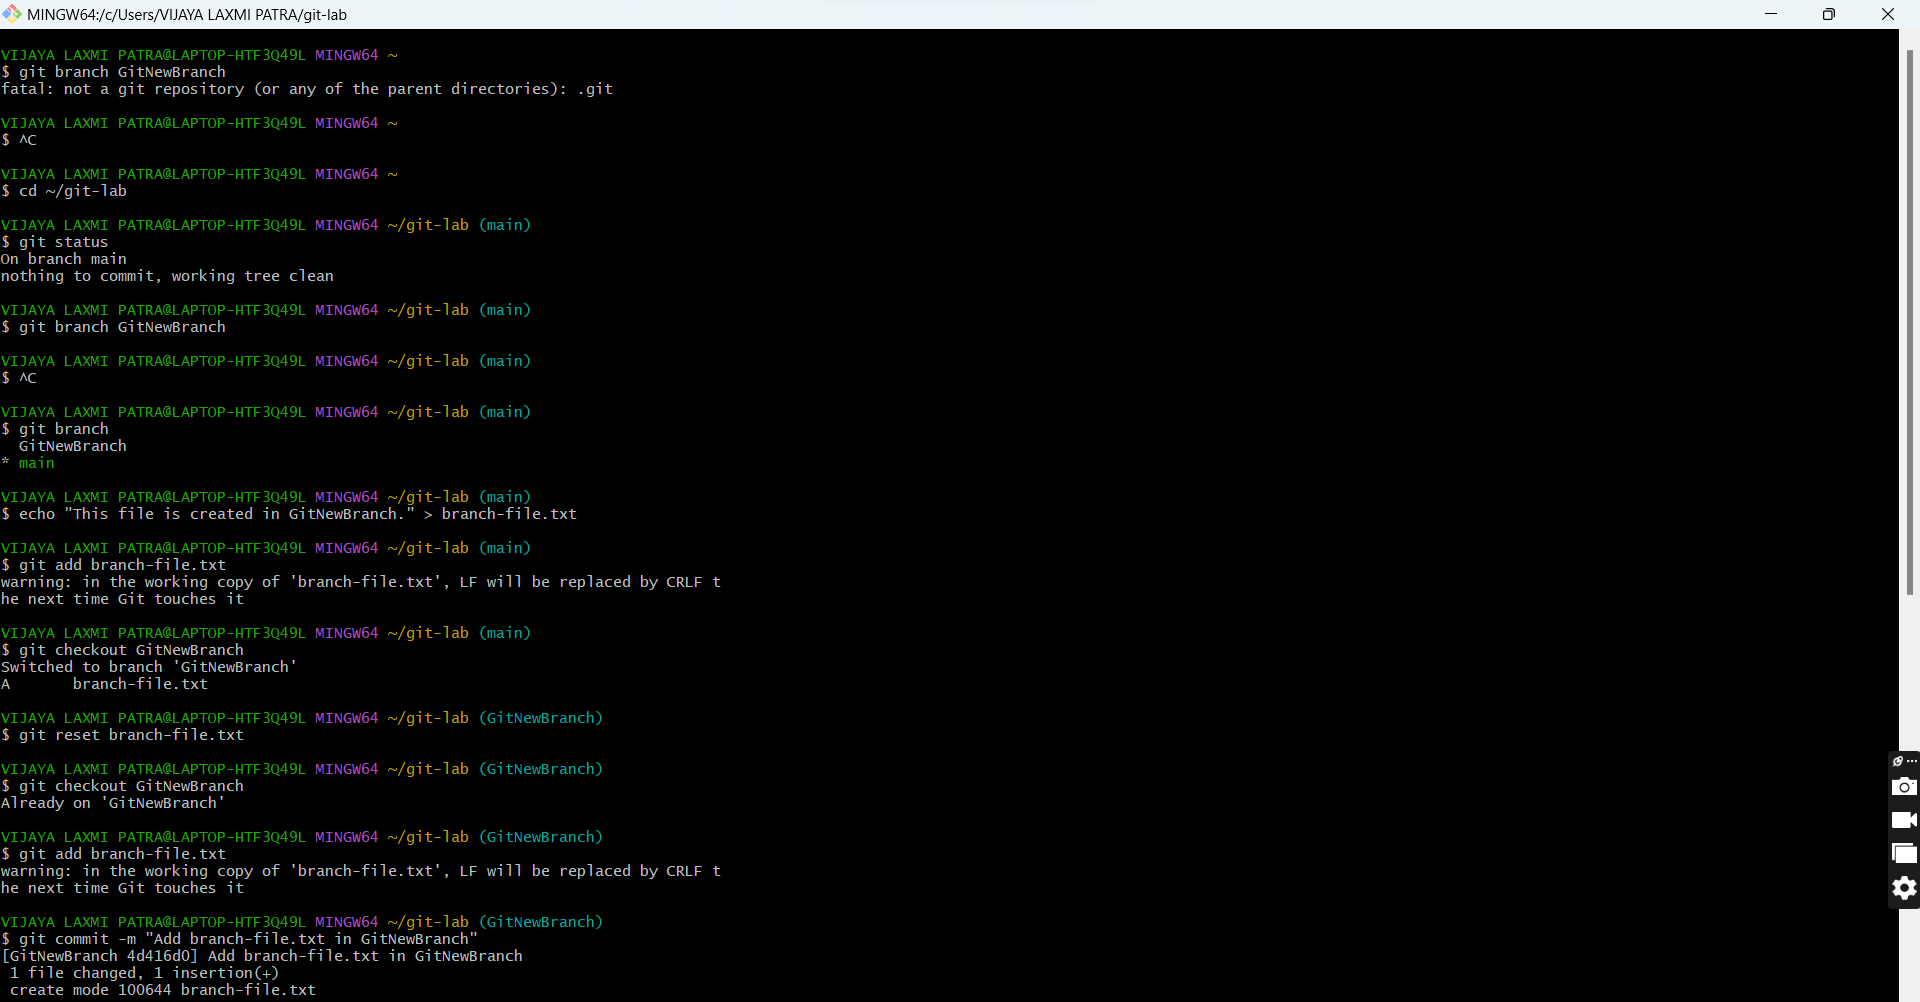 MINGW64:/c/Users/VIJAYA LAXMI PATRA/git-lab
VIJAYA LAXMI PATRA@LAPTOP-HTF3Q49L MINGW64 ~
$ git branch GitNewBranch
fatal: not a git repository (or any of the parent directories): .git
VIJAYA LAXMI PATRA@LAPTOP-HTF3Q49L MINGW64 ~
$ ^C
VIJAYA LAXMI PATRA@LAPTOP-HTF3Q49L MINGW64 ~
$ cd ~/git-lab
VIJAYA LAXMI PATRA@LAPTOP-HTF3Q49L MINGW64 ~/git-lab (main)
$ git status
On branch main
nothing to commit, working tree clean
VIJAYA LAXMI PATRA@LAPTOP-HTF3Q49L MINGW64 ~/git-lab (main)
$ git branch GitNewBranch
VIJAYA LAXMI PATRA@LAPTOP-HTF3Q49L MINGW64 ~/git-lab (main)
$ ^C
VIJAYA LAXMI PATRA@LAPTOP-HTF3Q49L MINGW64 ~/git-lab (main)
$ git branch
  GitNewBranch
* main
VIJAYA LAXMI PATRA@LAPTOP-HTF3Q49L MINGW64 ~/git-lab (main)
$ echo "This file is created in GitNewBranch." > branch-file.txt
VIJAYA LAXMI PATRA@LAPTOP-HTF3Q49L MINGW64 ~/git-lab (main)
$ git add branch-file.txt
warning: in the working copy of 'branch-file.txt', LF will be replaced by CRLF t
he next time Git touches it
VIJAYA LAXMI PATRA@LAPTOP-HTF3Q49L MINGW64 ~/git-lab (main)
$ git checkout GitNewBranch
Switched to branch 'GitNewBranch'
A       branch-file.txt
VIJAYA LAXMI PATRA@LAPTOP-HTF3Q49L MINGW64 ~/git-lab (GitNewBranch)
$ git reset branch-file.txt
VIJAYA LAXMI PATRA@LAPTOP-HTF3Q49L MINGW64 ~/git-lab (GitNewBranch)
$ git checkout GitNewBranch
Already on 'GitNewBranch'
VIJAYA LAXMI PATRA@LAPTOP-HTF3Q49L MINGW64 ~/git-lab (GitNewBranch)
$ git add branch-file.txt
warning: in the working copy of 'branch-file.txt', LF will be replaced by CRLF t
he next time Git touches it
VIJAYA LAXMI PATRA@LAPTOP-HTF3Q49L MINGW64 ~/git-lab (GitNewBranch)
$ git commit -m "Add branch-file.txt in GitNewBranch"
[GitNewBranch 4d416d0] Add branch-file.txt in GitNewBranch
 1 file changed, 1 insertion(+)
 create mode 100644 branch-file.txt